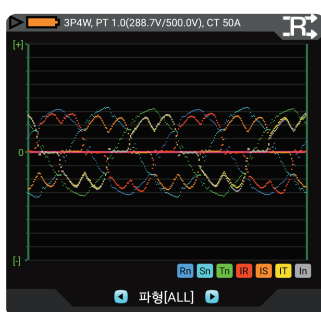 3P4W, PT 1.0(288.7V/500.0V), CT 50A
R
[+]
0
[-]
Rn Sn Tn IR IS IT In
파형[ALL]